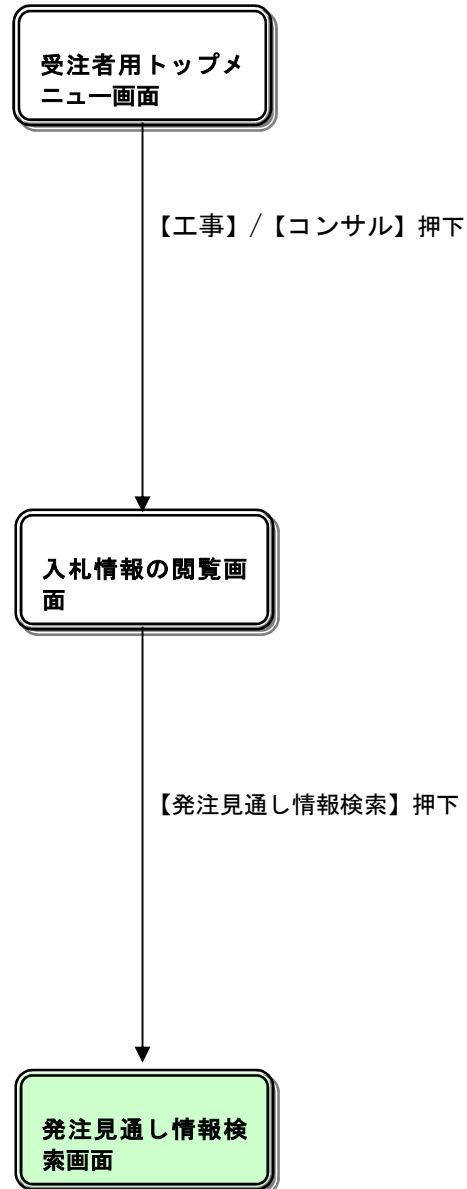 受注者用トップメ
ニュー画面
【工事】/【コンサル】押下
入札情報の閲覧画
面
【発注見通し情報検索】押下
発注見通し情報検
索画面